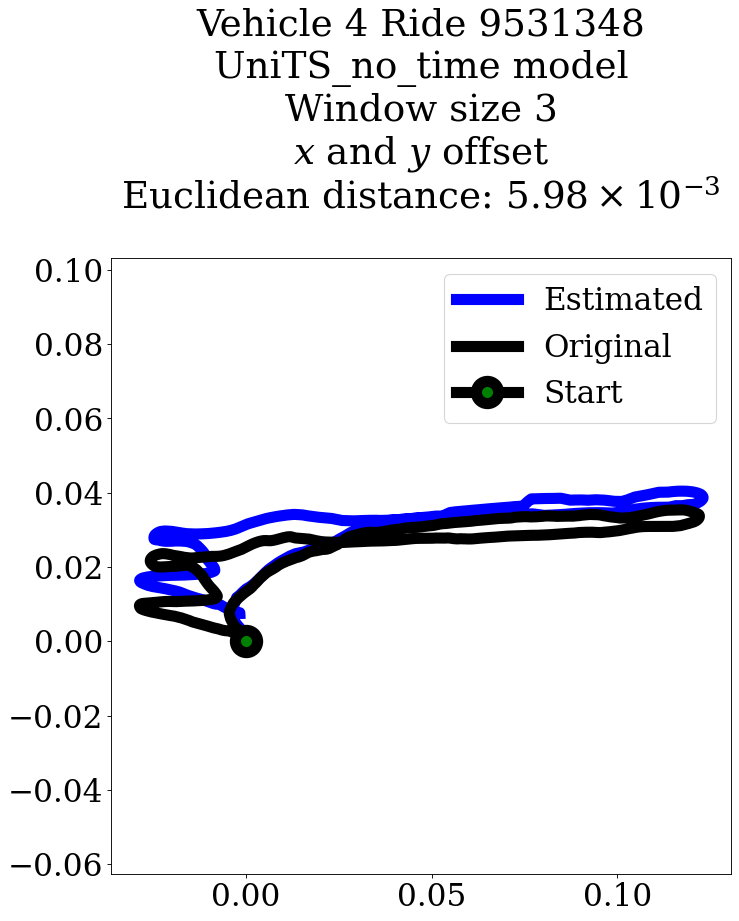 Vehicle 4 Ride 9531348
UniTS_no_time model
Window size 3
x and y offset
Euclidean distance: 5.98 × 10⁻³
0.10
0.08
0.06
0.04
0.02
0.00
−0.02
−0.04
−0.06
Estimated
Original
Start
0.00 0.05 0.10